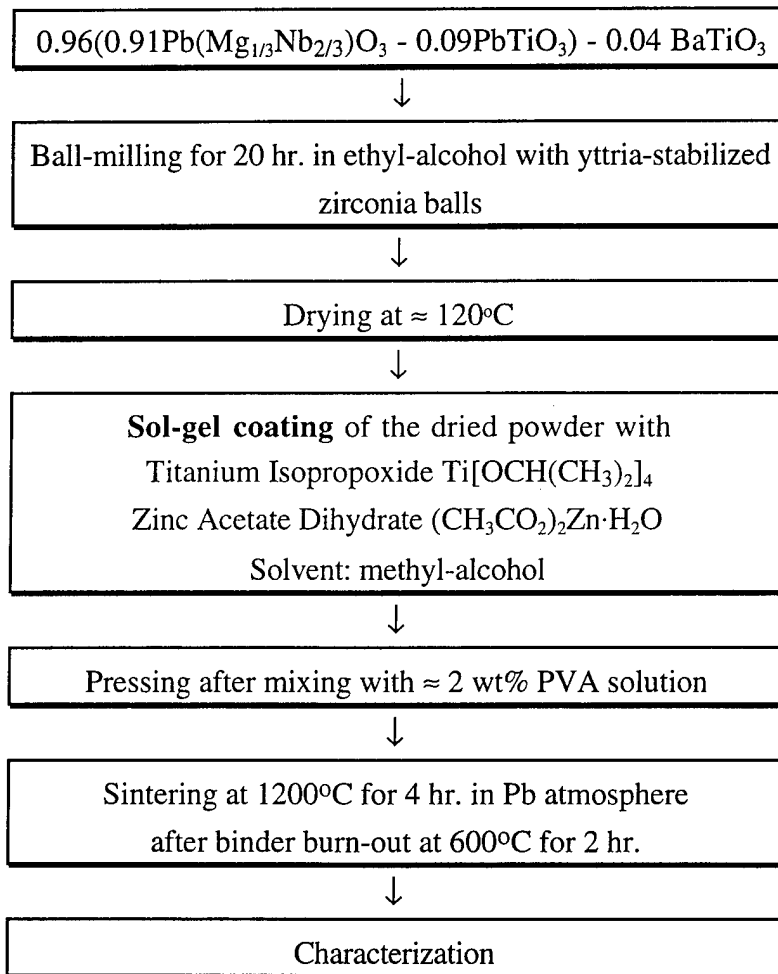 0.96(0.91Pb(Mg₁/₃Nb₂/₃)O₃ - 0.09PbTiO₃) - 0.04 BaTiO₃
↓
Ball-milling for 20 hr. in ethyl-alcohol with yttria-stabilized
zirconia balls
↓
Drying at ≈ 120°C
↓
Sol-gel coating of the dried powder with
Titanium Isopropoxide Ti[OCH(CH₃)₂]₄
Zinc Acetate Dihydrate (CH₃CO₂)₂Zn·H₂O
Solvent: methyl-alcohol
↓
Pressing after mixing with ≈ 2 wt% PVA solution
↓
Sintering at 1200°C for 4 hr. in Pb atmosphere
after binder burn-out at 600°C for 2 hr.
↓
Characterization